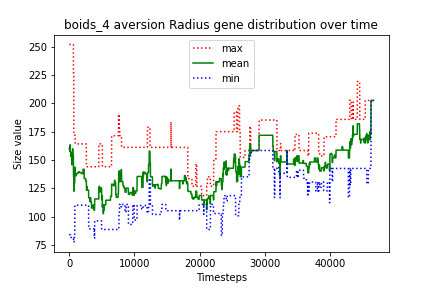 boids_4 aversion Radius gene distribution over time
max
mean
min
Size value
250
225
200
175
150
125
100
75
0
10000
20000
30000
40000
Timesteps